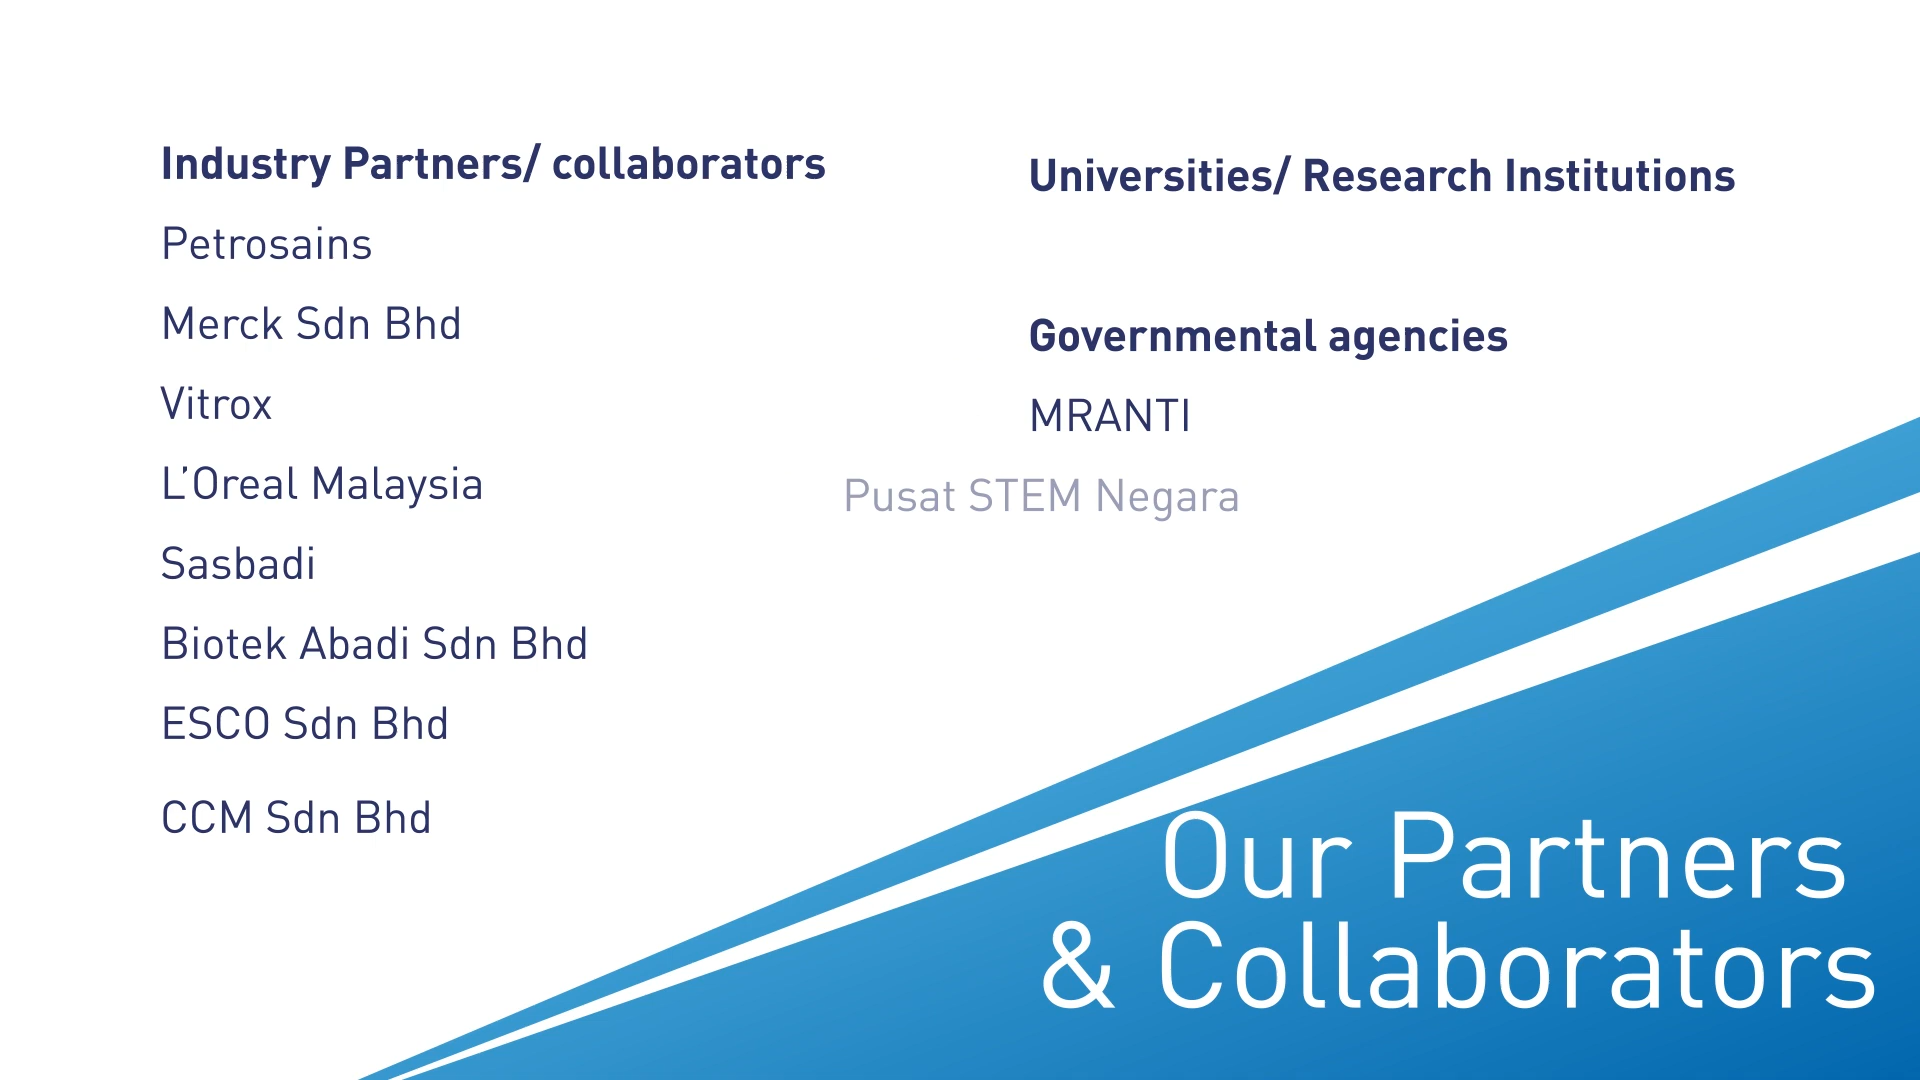 Industry Partners/ collaborators
Petrosains
Merck Sdn Bhd
Vitrox
L’Oreal Malaysia
Sasbadi
Biotek Abadi Sdn Bhd
ESCO Sdn Bhd
CCM Sdn Bhd
Universities/ Research Institutions
Governmental agencies
MRANTI
Pusat STEM Negara
Our Partners
& Collaborators